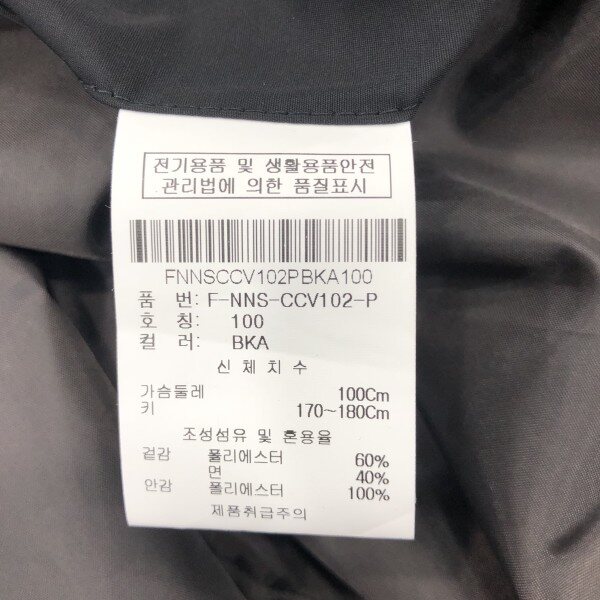 전기용품 및 생활용품안전
관리법에 의한 품질표시
FNNSCCV102PBKA100
품 번: F-NNS-CCV102-P
호 칭: 100
컬 러: BKA
신 체 치 수
가슴둘레 100Cm
키 170~180Cm
조성섬유 및 혼용율
겉감 폴리에스터 60%
면 40%
안감 폴리에스터 100%
제품취급주의